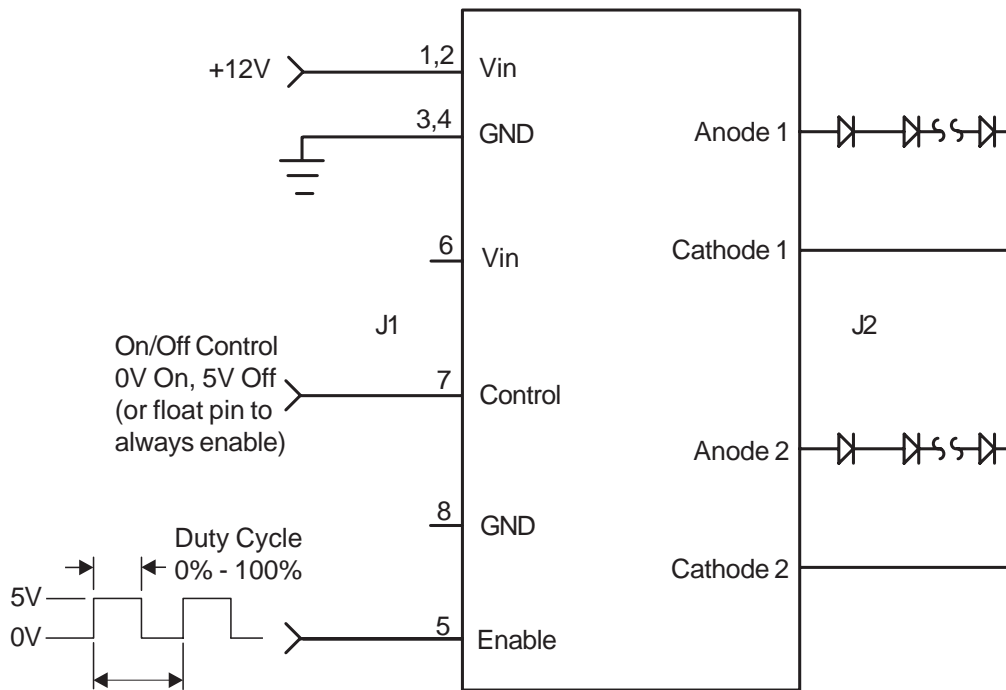 +12V
1,2
Vin
3,4
GND
Anode 1
6
Vin
Cathode 1
J1
J2
On/Off Control
0V On, 5V Off
(or float pin to
always enable)
7
Control
Anode 2
8
GND
Duty Cycle
0% - 100%
Cathode 2
5V
0V
5
Enable